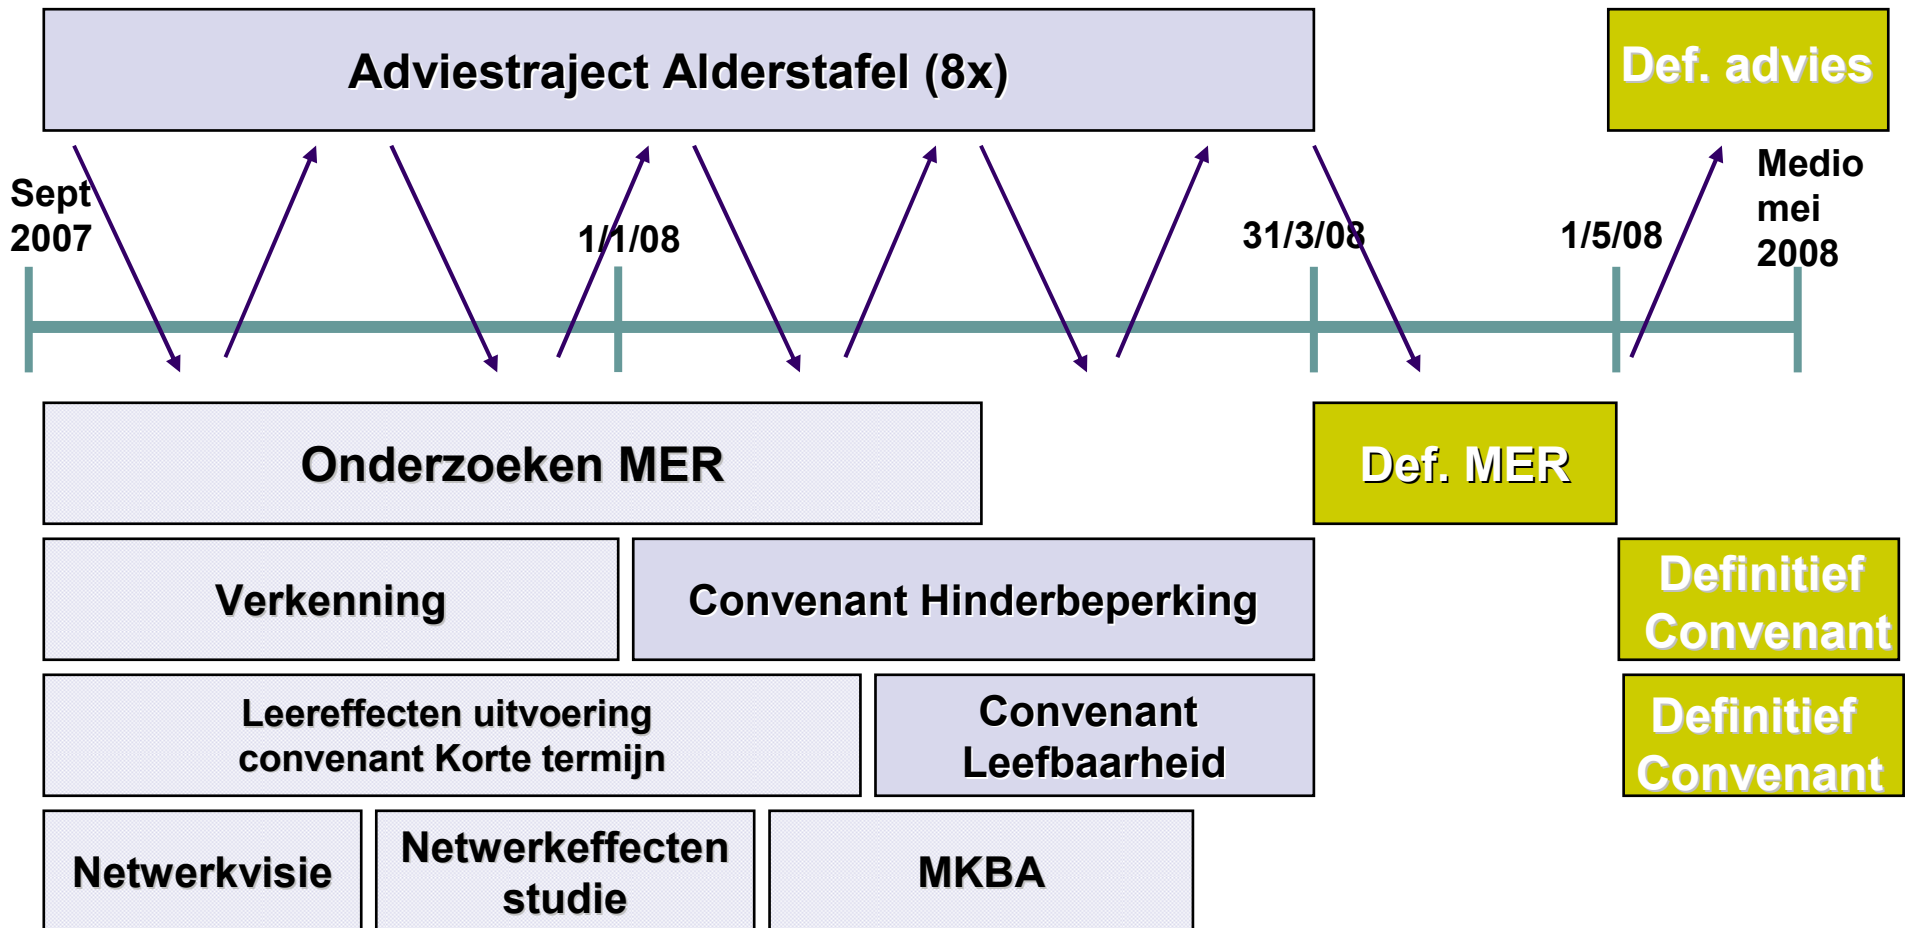 Adviestraject Alderstafel (8x)
Def. advies
Sept
2007
1/1/08
31/3/08
1/5/08
Medio
mei
2008
Onderzoeken MER
Def. MER
Verkenning
Convenant Hinderbeperking
Definitief
Convenant
Leereffecten uitvoering
convenant Korte termijn
Convenant
Leefbaarheid
Definitief
Convenant
Netwerkvisie
Netwerkeffecten
studie
MKBA